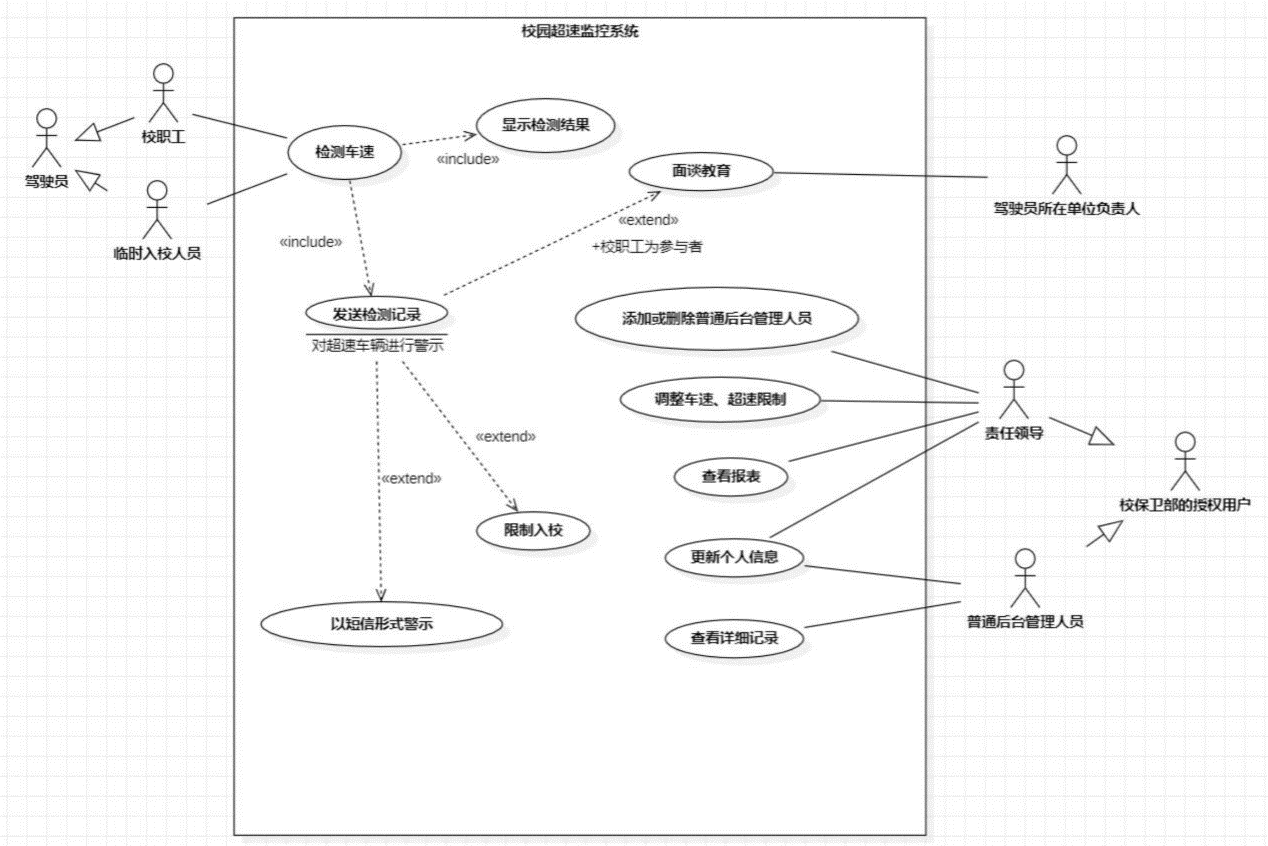 校园超速监控系统
校职工
驾驶员
临时入校人员
检测车速
显示检测结果
«include»
面谈教育
驾驶员所在单位负责人
«extend»
+校职工为参与者
«include»
发送检测记录
对超速车辆进行警示
添加或删除普通后台管理人员
调整车速、超速限制
责任领导
«extend»
查看报表
«extend»
校保卫部的授权用户
限制入校
更新个人信息
以短信形式警示
查看详细记录
普通后台管理人员